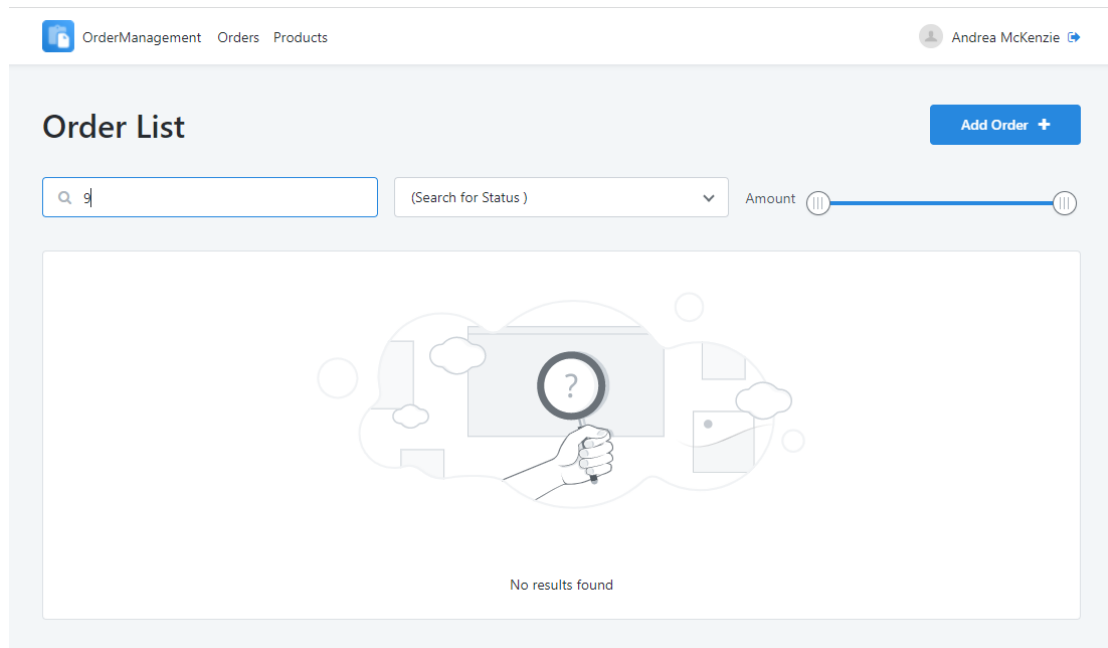 OrderManagement Orders Products Andrea McKenzie
Order List
Add Order +
9
(Search for Status )
Amount
?
No results found